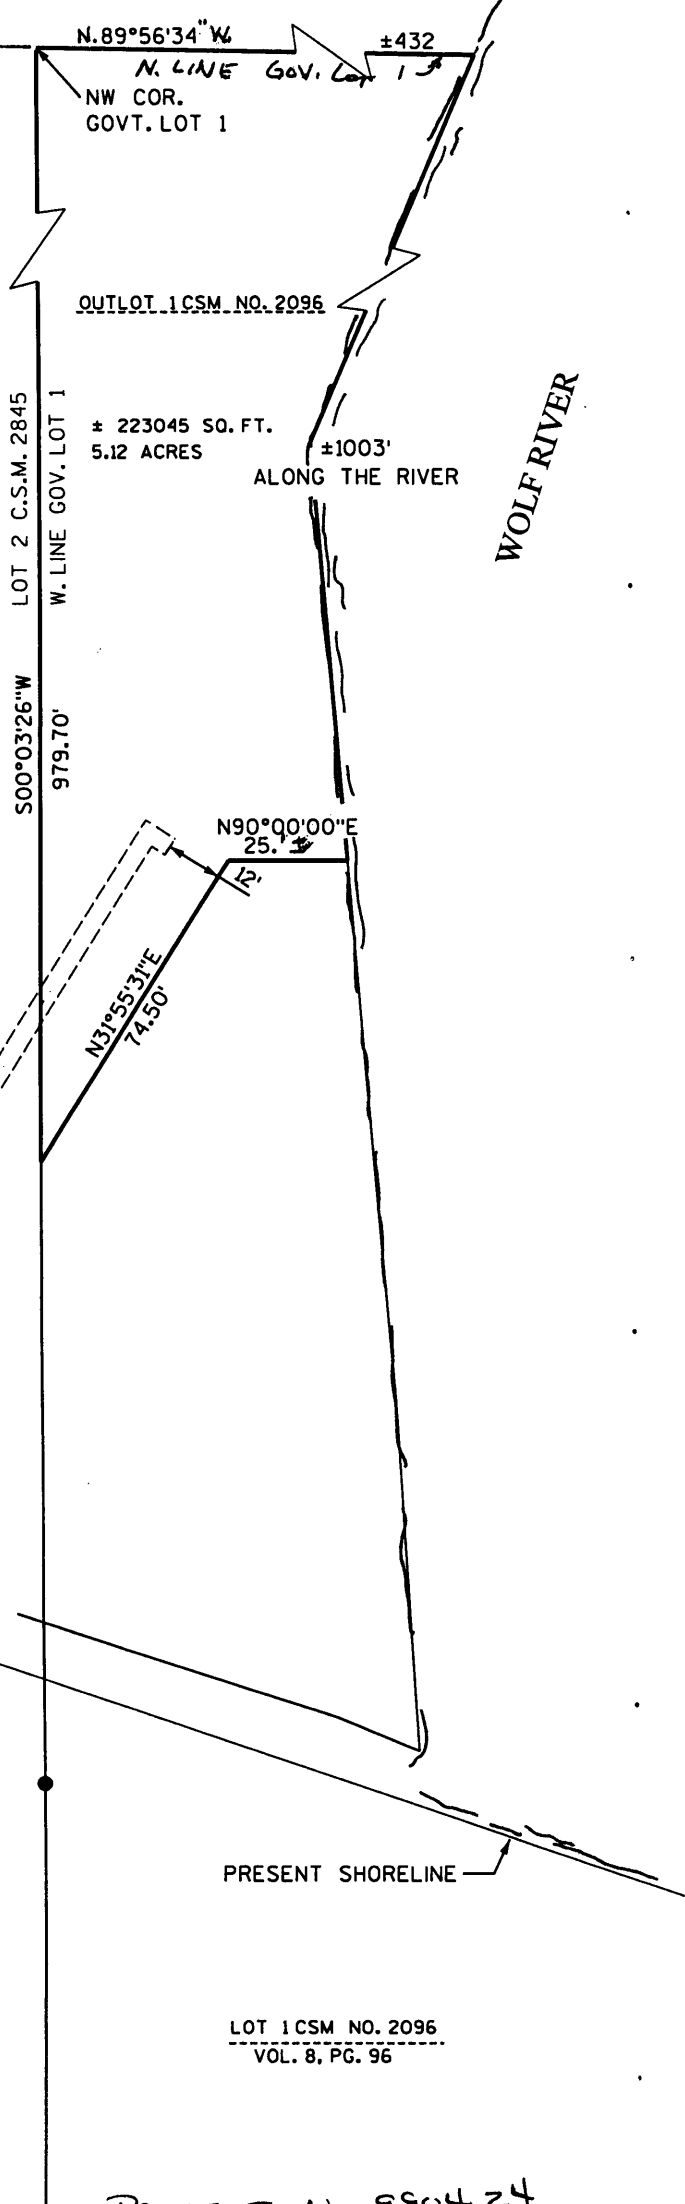 N.89°56'34"W.
±432
N. LINE GOV. Lot 1
NW COR.
GOVT. LOT 1
OUTLOT 1 CSM NO. 2096
± 223045 SQ. FT.
5.12 ACRES
LOT 2 C.S.M. 2845
W. LINE GOV. LOT 1
±1003'
ALONG THE RIVER
WOLF RIVER
S00°03'26"W
979.70'
N90°00'00"E
25.' ±
12'
N31°55'31"E
74.50'
PRESENT SHORELINE
LOT 1 CSM NO. 2096
VOL. 8, PG. 96